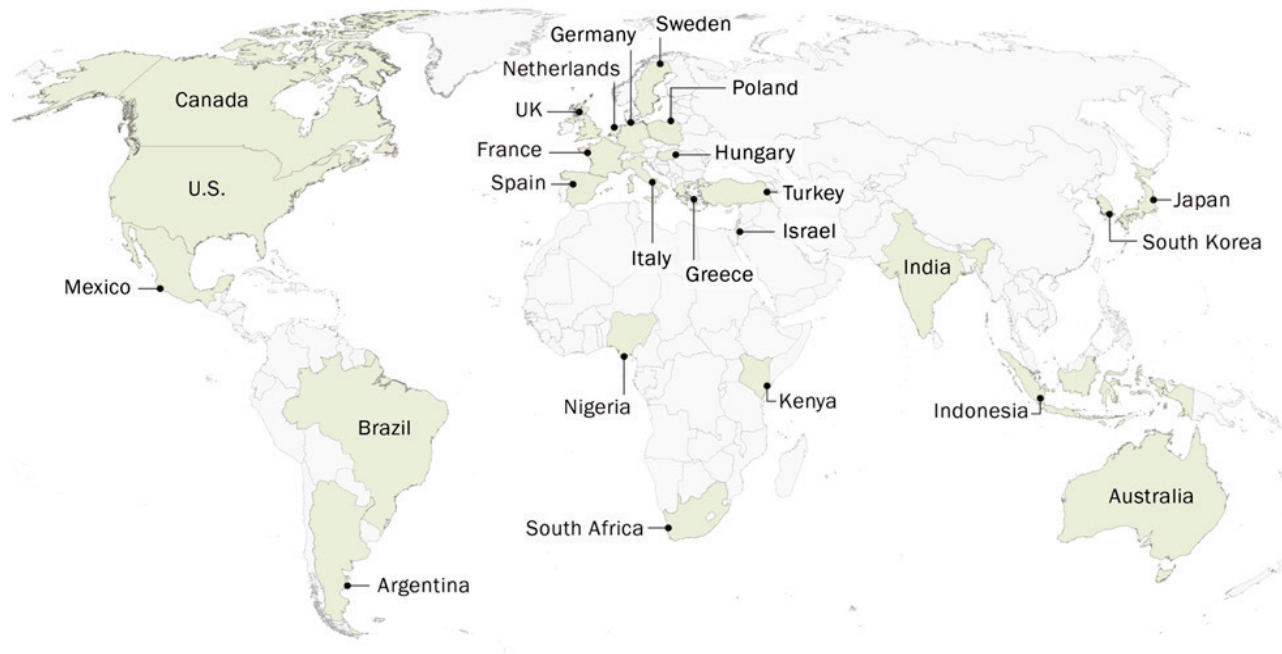 Sweden
Germany
Netherlands
Canada
Poland
UK
France
Hungary
U.S.
Spain
Turkey
Japan
Israel
South Korea
Italy
India
Greece
Mexico
Nigeria
Kenya
Indonesia
Brazil
Australia
South Africa
Argentina